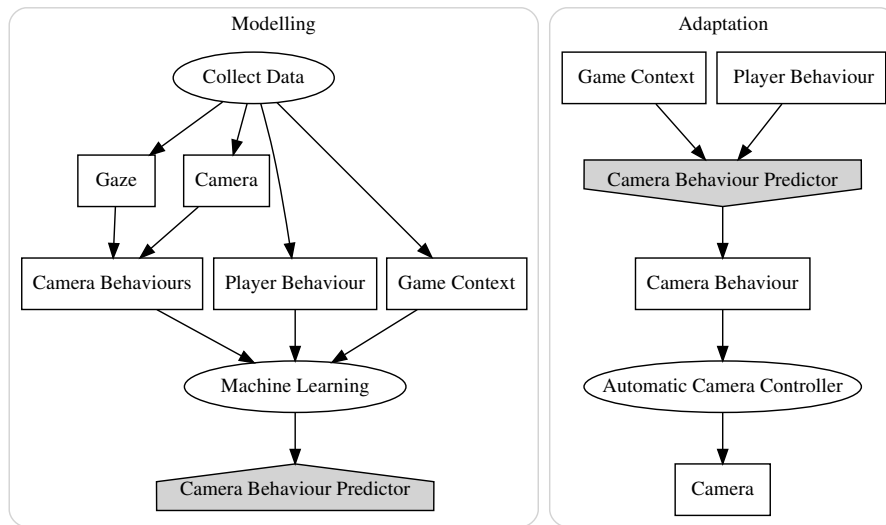 Modelling
Collect Data
Gaze
Camera
Camera Behaviours
Player Behaviour
Game Context
Machine Learning
Camera Behaviour Predictor
Adaptation
Game Context
Player Behaviour
Camera Behaviour Predictor
Camera Behaviour
Automatic Camera Controller
Camera